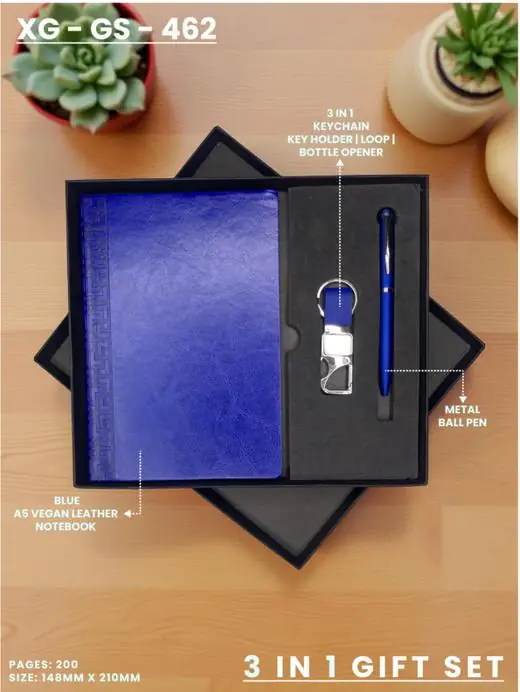 XG - GS - 462
3 IN 1
KEYCHAIN
KEY HOLDER | LOOP |
BOTTLE OPENER
METAL
BALL PEN
BLUE
A5 VEGAN LEATHER
NOTEBOOK
PAGES: 200
SIZE: 148MM X 210MM
3 IN 1 GIFT SET